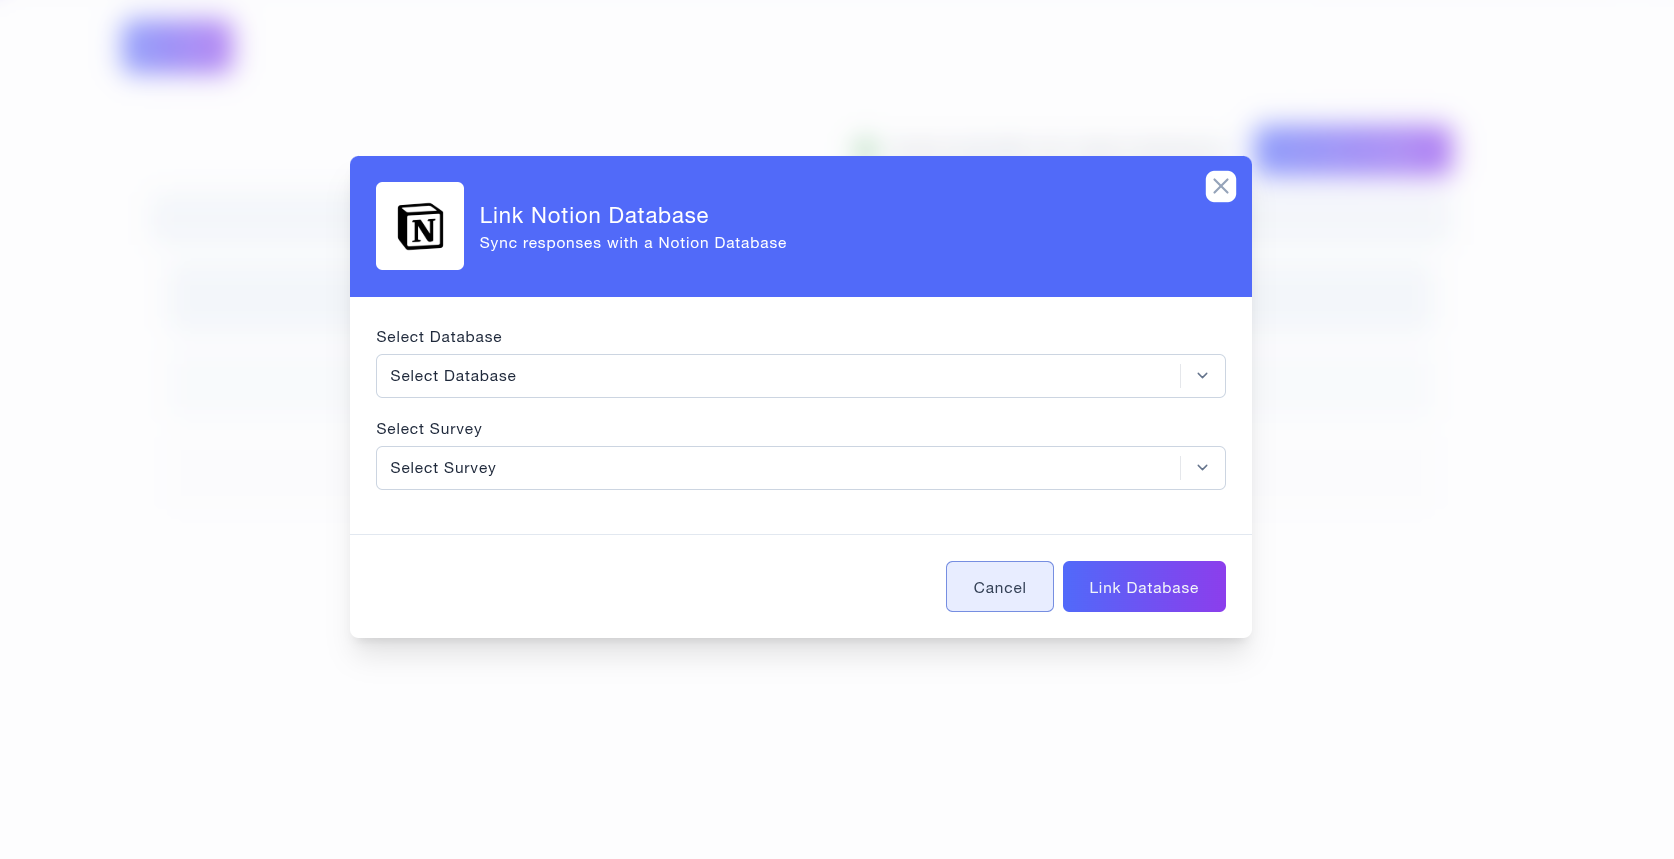 N
Link Notion Database
Sync responses with a Notion Database
Select Database
Select Database
Select Survey
Select Survey
Cancel
Link Database